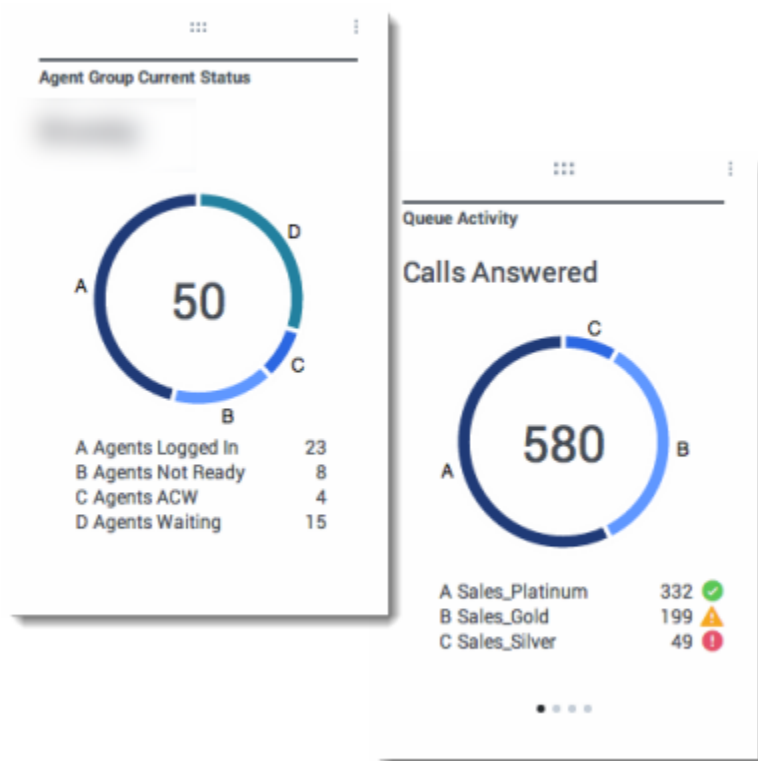 Agent Group Current Status
50
A
B
C
D
A Agents Logged In 23
B Agents Not Ready 8
C Agents ACW 4
D Agents Waiting 15
Queue Activity
Calls Answered
580
A
B
C
A Sales_Platinum 332
B Sales_Gold 199
C Sales_Silver 49